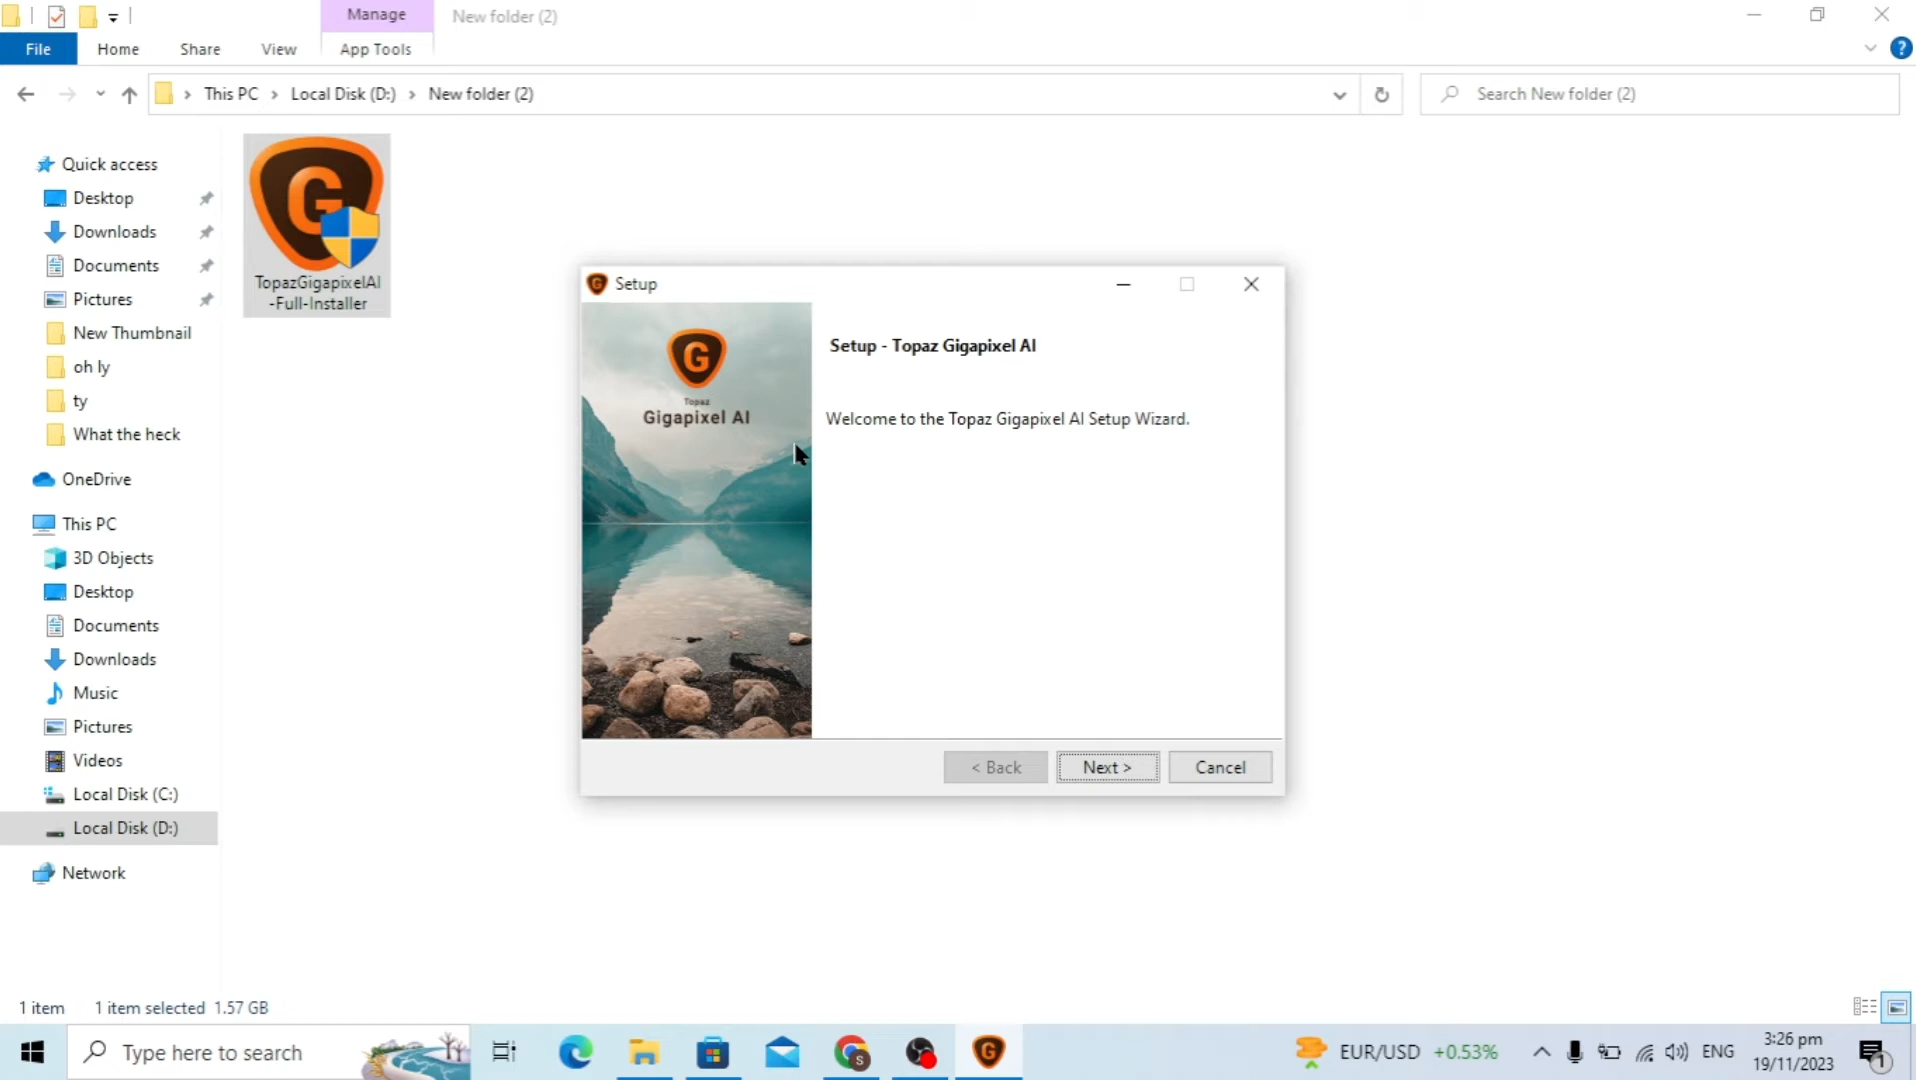 Manage
New folder (2)
File
Home
Share
View
App Tools
This PC > Local Disk (D:) > New folder (2)
Search New folder (2)
Quick access
Desktop
Downloads
Documents
Pictures
New Thumbnail
oh ly
ty
What the heck
OneDrive
This PC
3D Objects
Desktop
Documents
Downloads
Music
Pictures
Videos
Local Disk (C:)
Local Disk (D:)
Network
G
TopazGigapixelAI
-Full-Installer
Setup
G
Topaz
Gigapixel AI
Setup - Topaz Gigapixel AI
Welcome to the Topaz Gigapixel AI Setup Wizard.
< Back
Next >
Cancel
1 item
1 item selected 1.57 GB
Type here to search
S
G
EUR/USD +0.53%
ENG
3:26 pm
19/11/2023
1